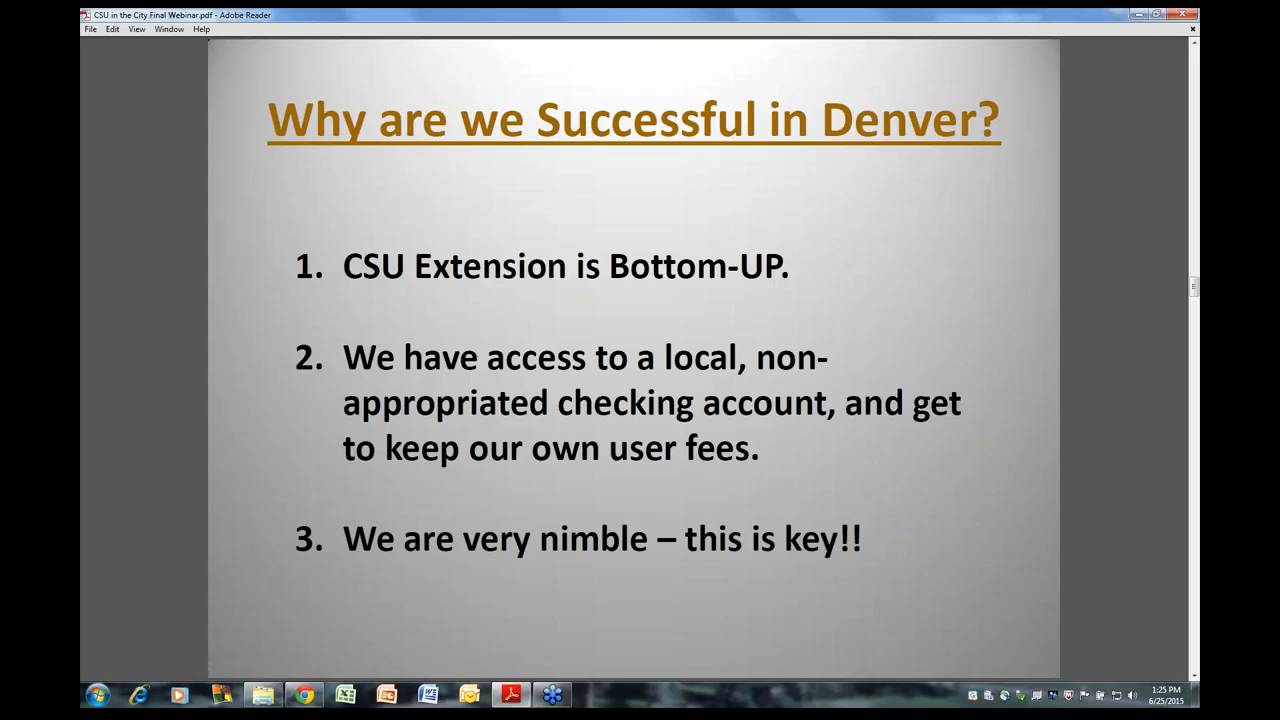 CSU in the City Final Webinar.pdf - Adobe Reader
File Edit View Window Help
Why are we Successful in Denver?
1. CSU Extension is Bottom-UP.
2. We have access to a local, non-
appropriated checking account, and get
to keep our own user fees.
3. We are very nimble – this is key!!
1:25 PM
6/25/2015